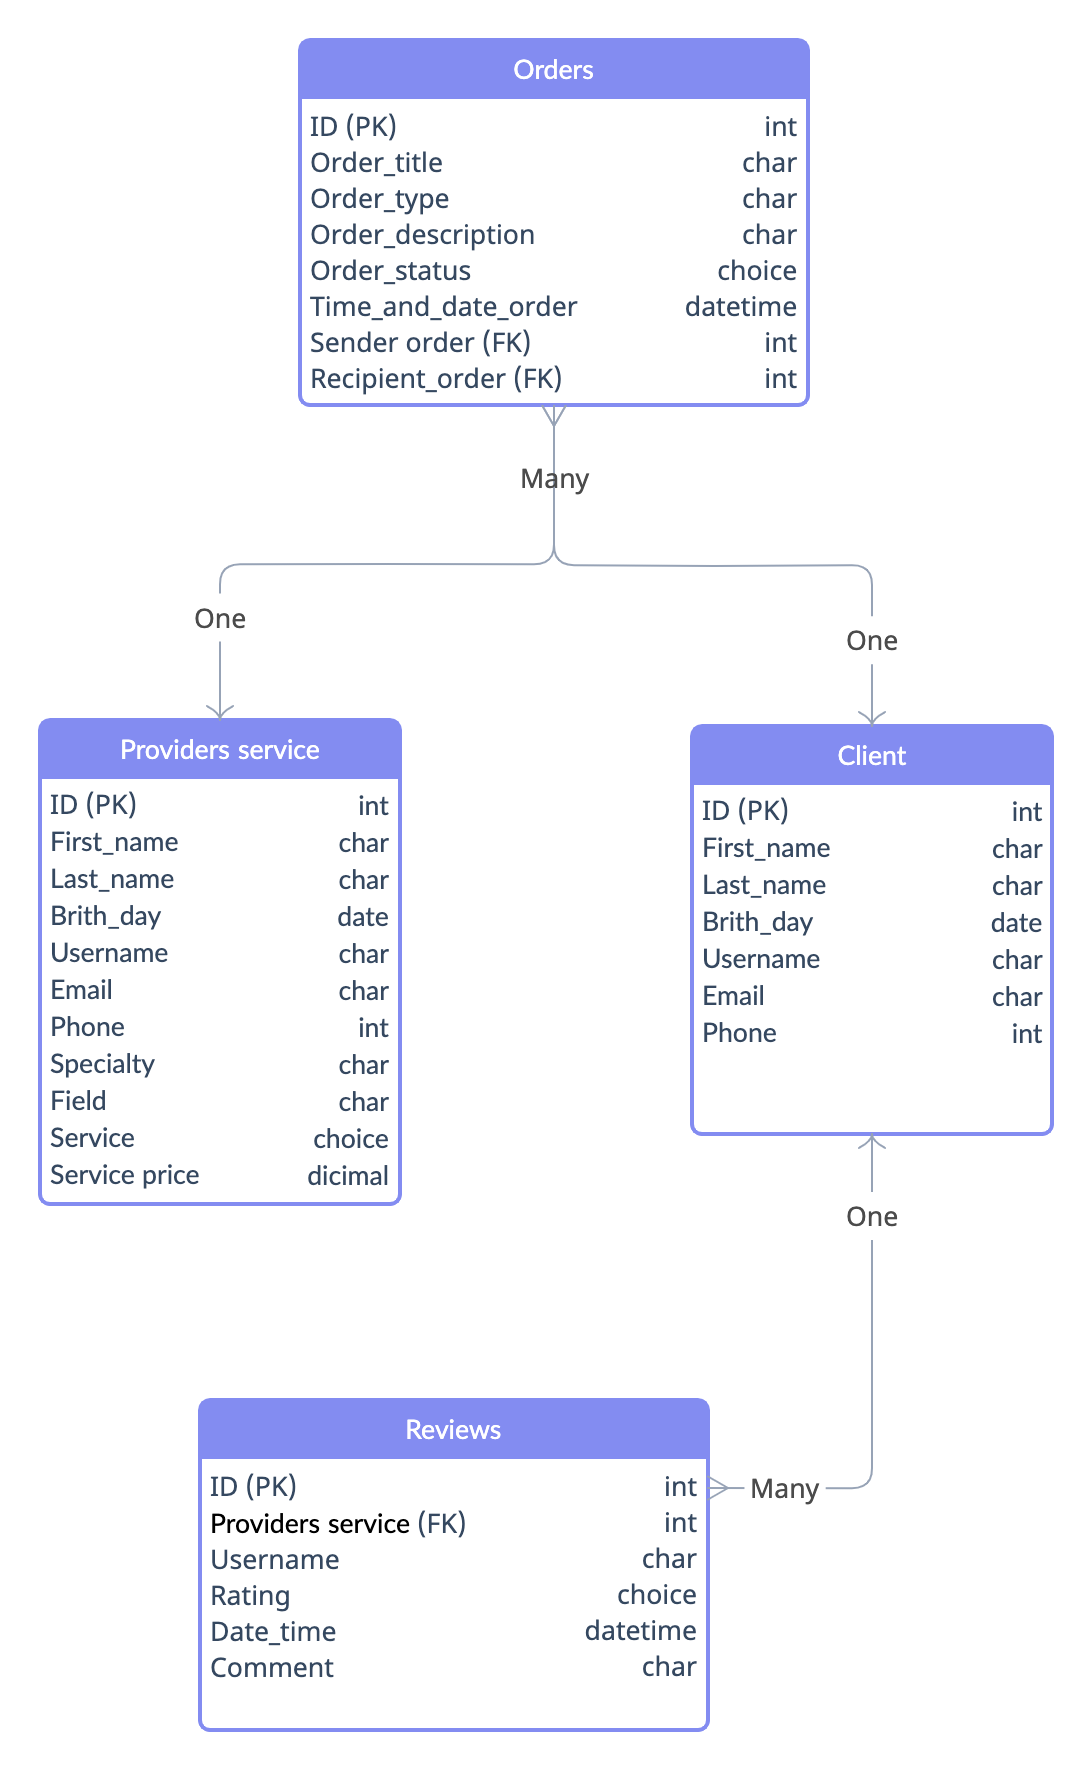 Orders
ID (PK) int
Order_title char
Order_type char
Order_description char
Order_status choice
Time_and_date_order datetime
Sender order (FK) int
Recipient_order (FK) int
Many
One
One
Providers service
ID (PK) int
First_name char
Last_name char
Brith_day date
Username char
Email char
Phone int
Specialty char
Field char
Service choice
Service price dicimal
Client
ID (PK) int
First_name char
Last_name char
Brith_day date
Username char
Email char
Phone int
One
Many
Reviews
ID (PK) int
Providers service (FK) int
Username char
Rating choice
Date_time datetime
Comment char